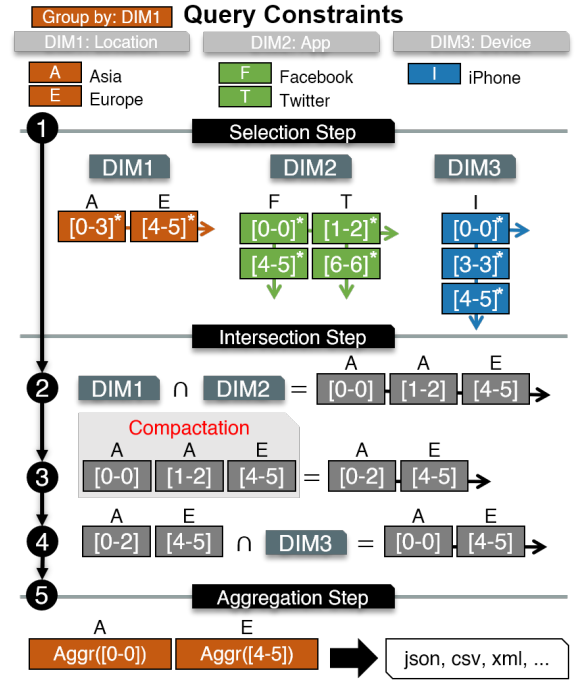 Group by: DIM1 Query Constraints
DIM1: Location DIM2: App DIM3: Device
A Asia F Facebook I iPhone
E Europe T Twitter
1 Selection Step
DIM1 DIM2 DIM3
A E F T I
[0-3]* [4-5]* [0-0]* [1-2]* [0-0]*
[4-5]* [6-6]* [3-3]*
[4-5]*
Intersection Step
A A E
2 DIM1 ∩ DIM2 = [0-0] [1-2] [4-5]
Compactation
A A E A E
3 [0-0] [1-2] [4-5] = [0-2] [4-5]
A E A E
4 [0-2] [4-5] ∩ DIM3 = [0-0] [4-5]
5 Aggregation Step
A E
Aggr([0-0]) Aggr([4-5]) json, csv, xml, ...